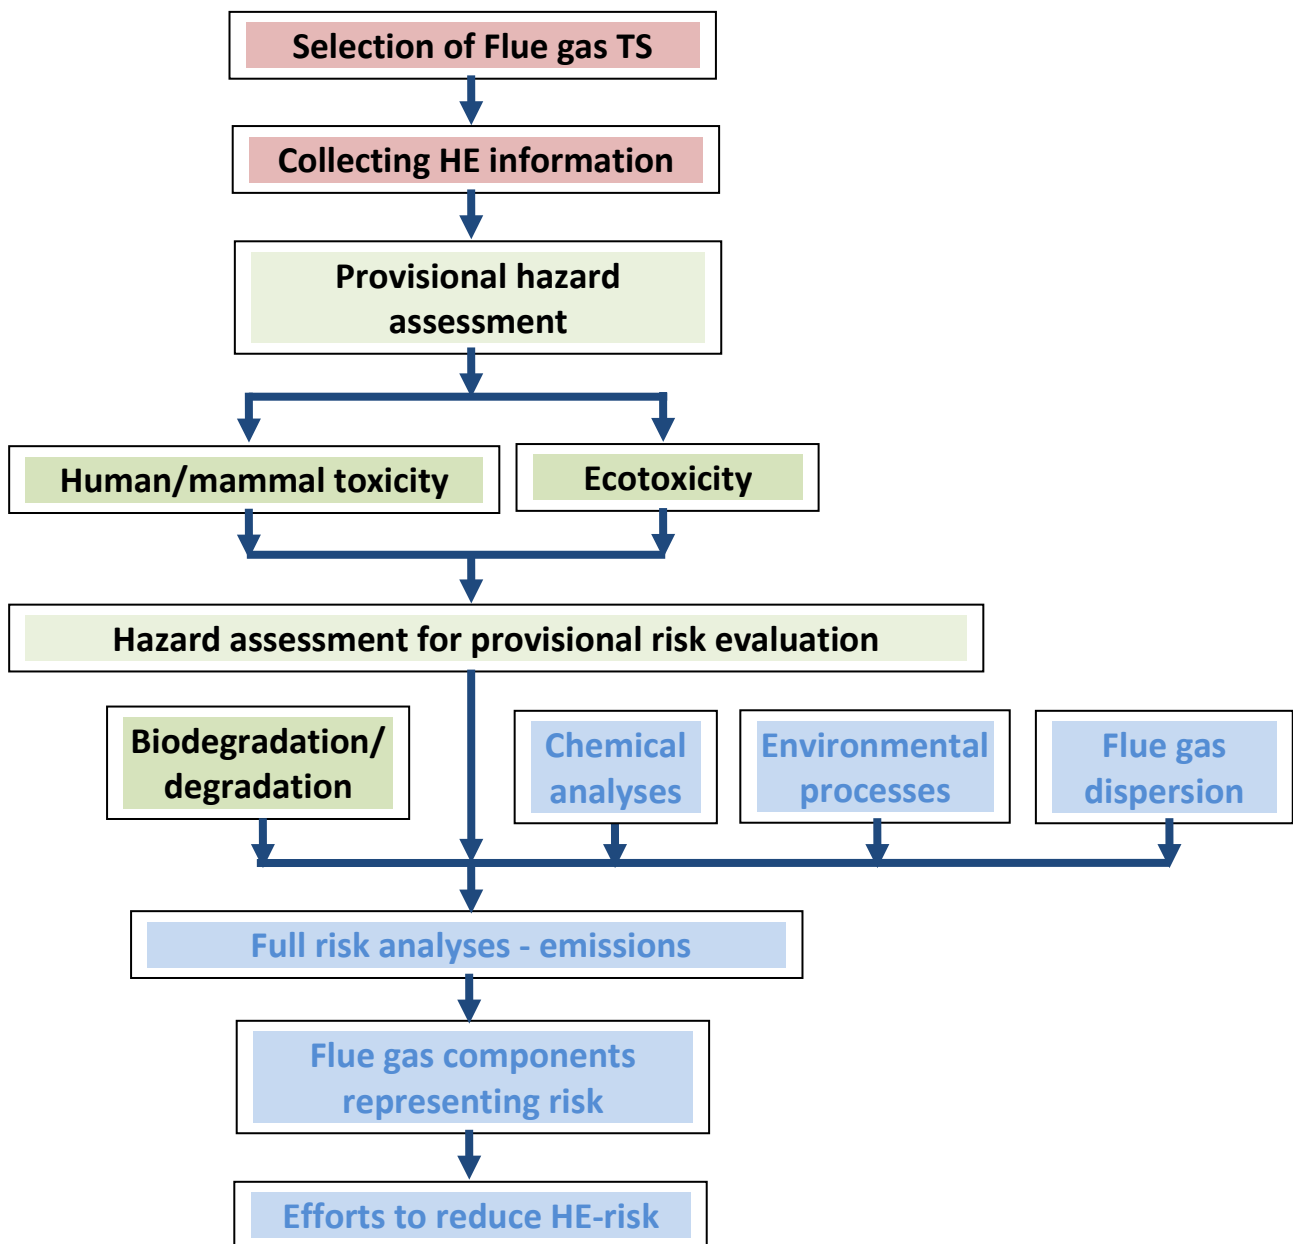 Selection of Flue gas TS
Collecting HE information
Provisional hazard
assessment
Human/mammal toxicity
Ecotoxicity
Hazard assessment for provisional risk evaluation
Biodegradation/
degradation
Chemical
analyses
Environmental
processes
Flue gas
dispersion
Full risk analyses - emissions
Flue gas components
representing risk
Efforts to reduce HE-risk